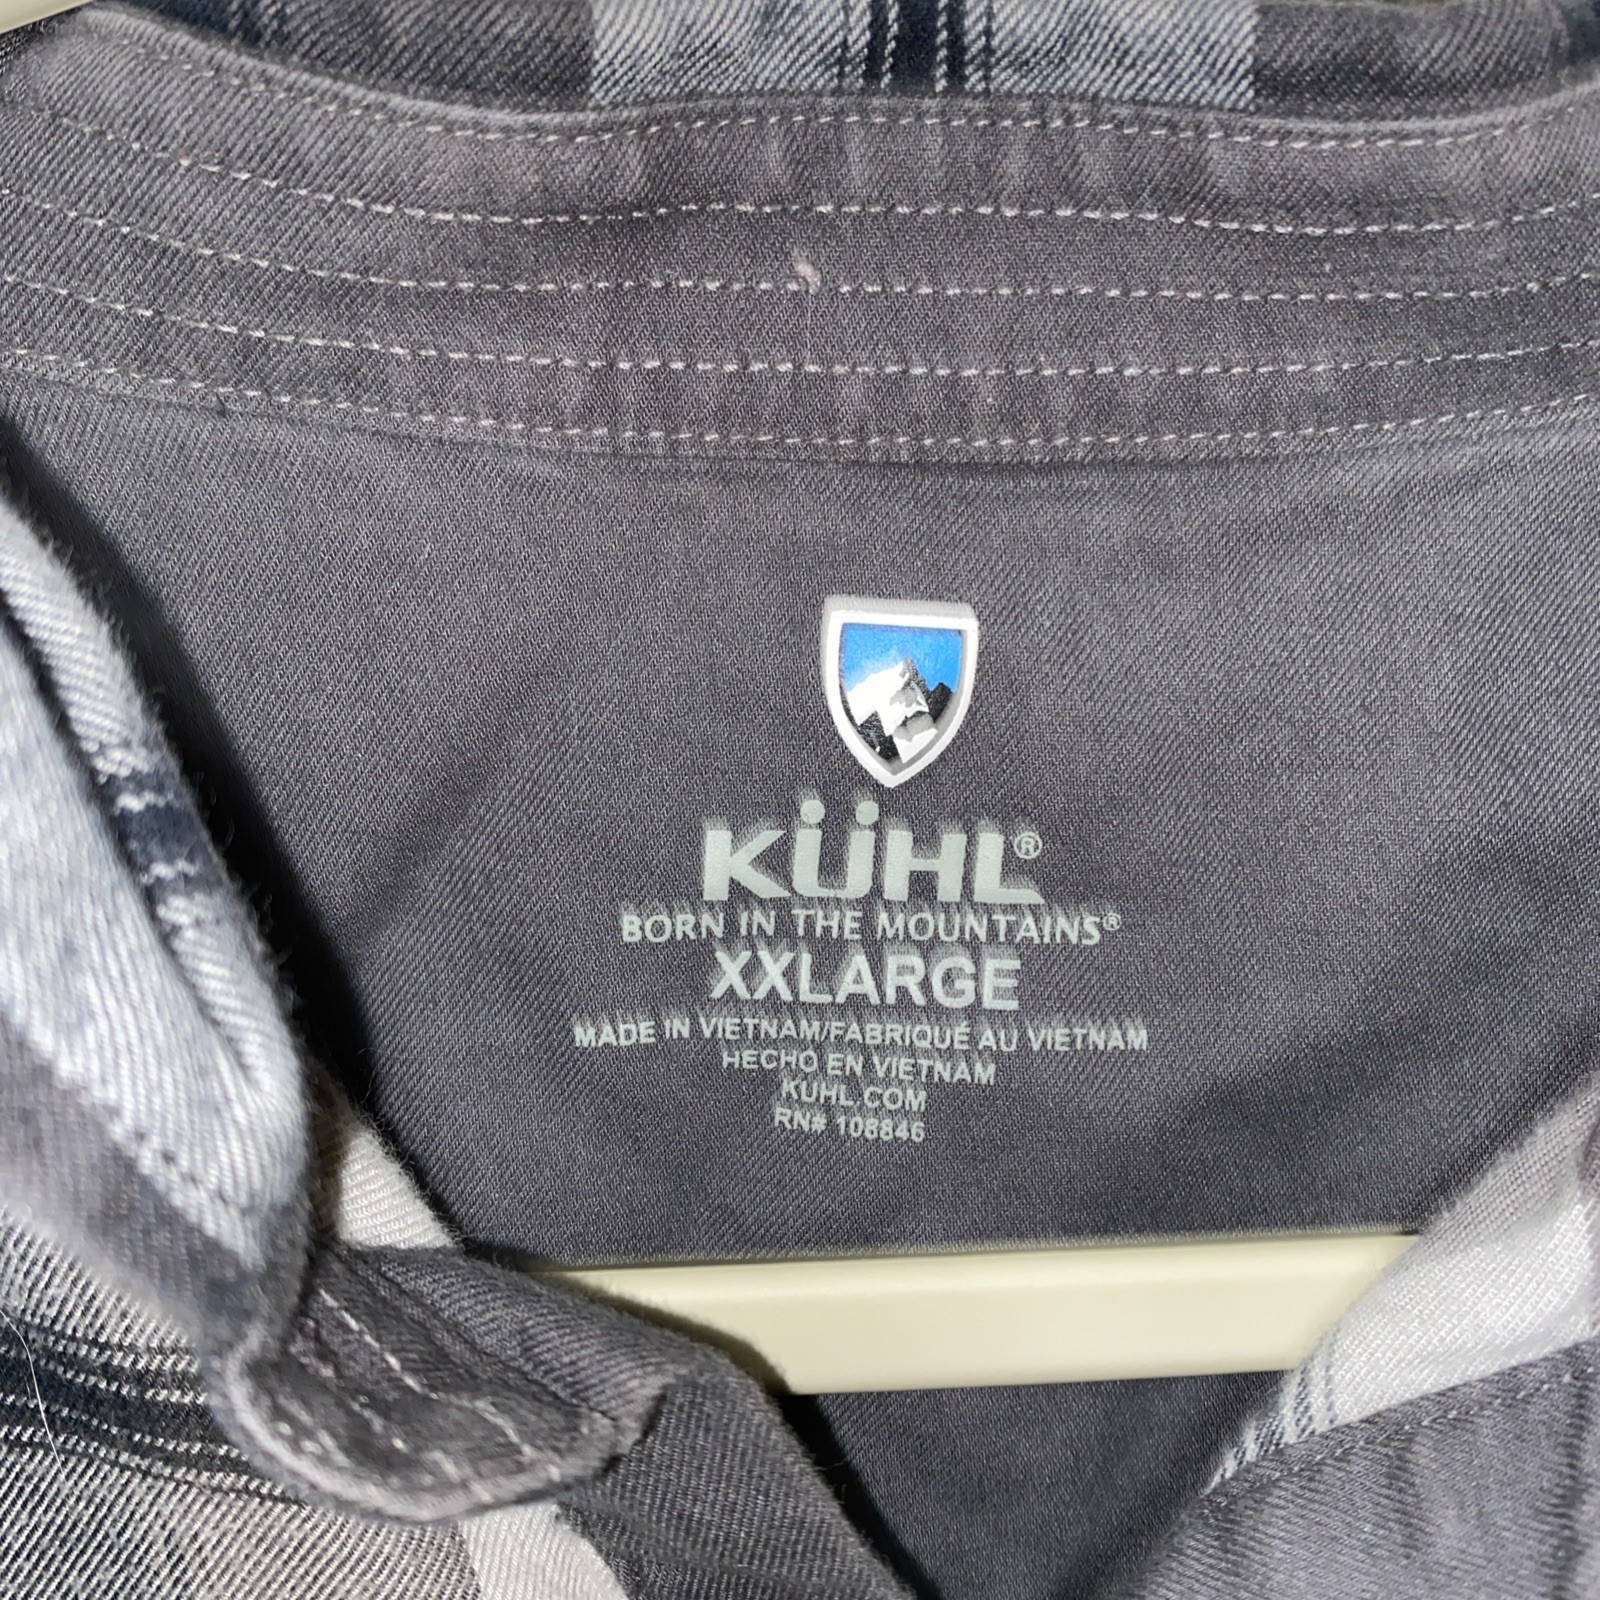 KÜHL®
BORN IN THE MOUNTAINS®
XXLARGE
MADE IN VIETNAM/FABRIQUÉ AU VIETNAM
HECHO EN VIETNAM
KUHL.COM
RN# 108846